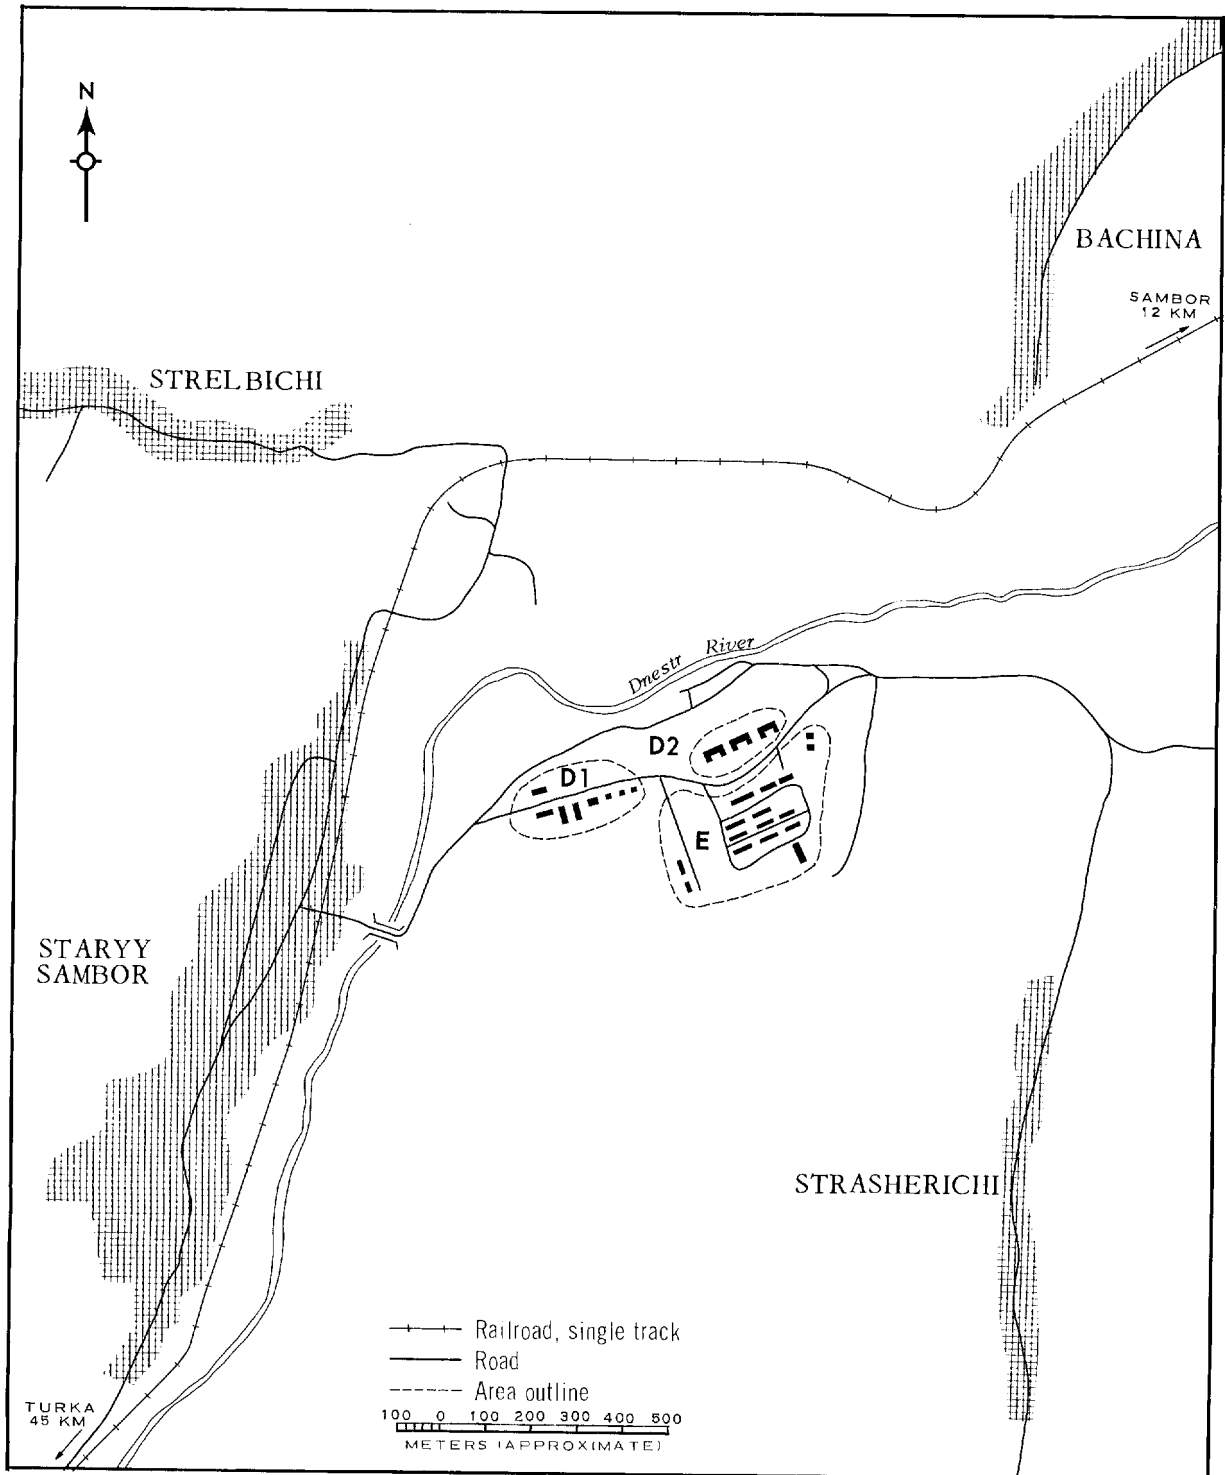 N
BACHINA
SAMBOR
12 KM
STRELBICHI
Dnestr River
D2
D1
E
STARYY
SAMBOR
STRASHERICHI
Railroad, single track
Road
Area outline
TURKA
45 KM
100 0 100 200 300 400 500
METERS (APPROXIMATE)